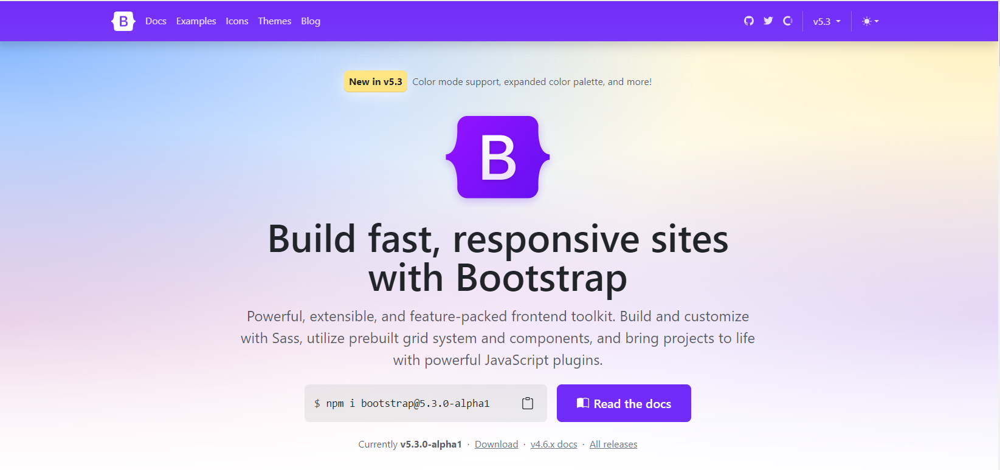 B Docs Examples Icons Themes Blog v5.3
New in v5.3 Color mode support, expanded color palette, and more!
B
Build fast, responsive sites
with Bootstrap
Powerful, extensible, and feature-packed frontend toolkit. Build and customize
with Sass, utilize prebuilt grid system and components, and bring projects to life
with powerful JavaScript plugins.
$ npm i bootstrap@5.3.0-alpha1 Read the docs
Currently v5.3.0-alpha1 · Download · v4.6.x docs · All releases